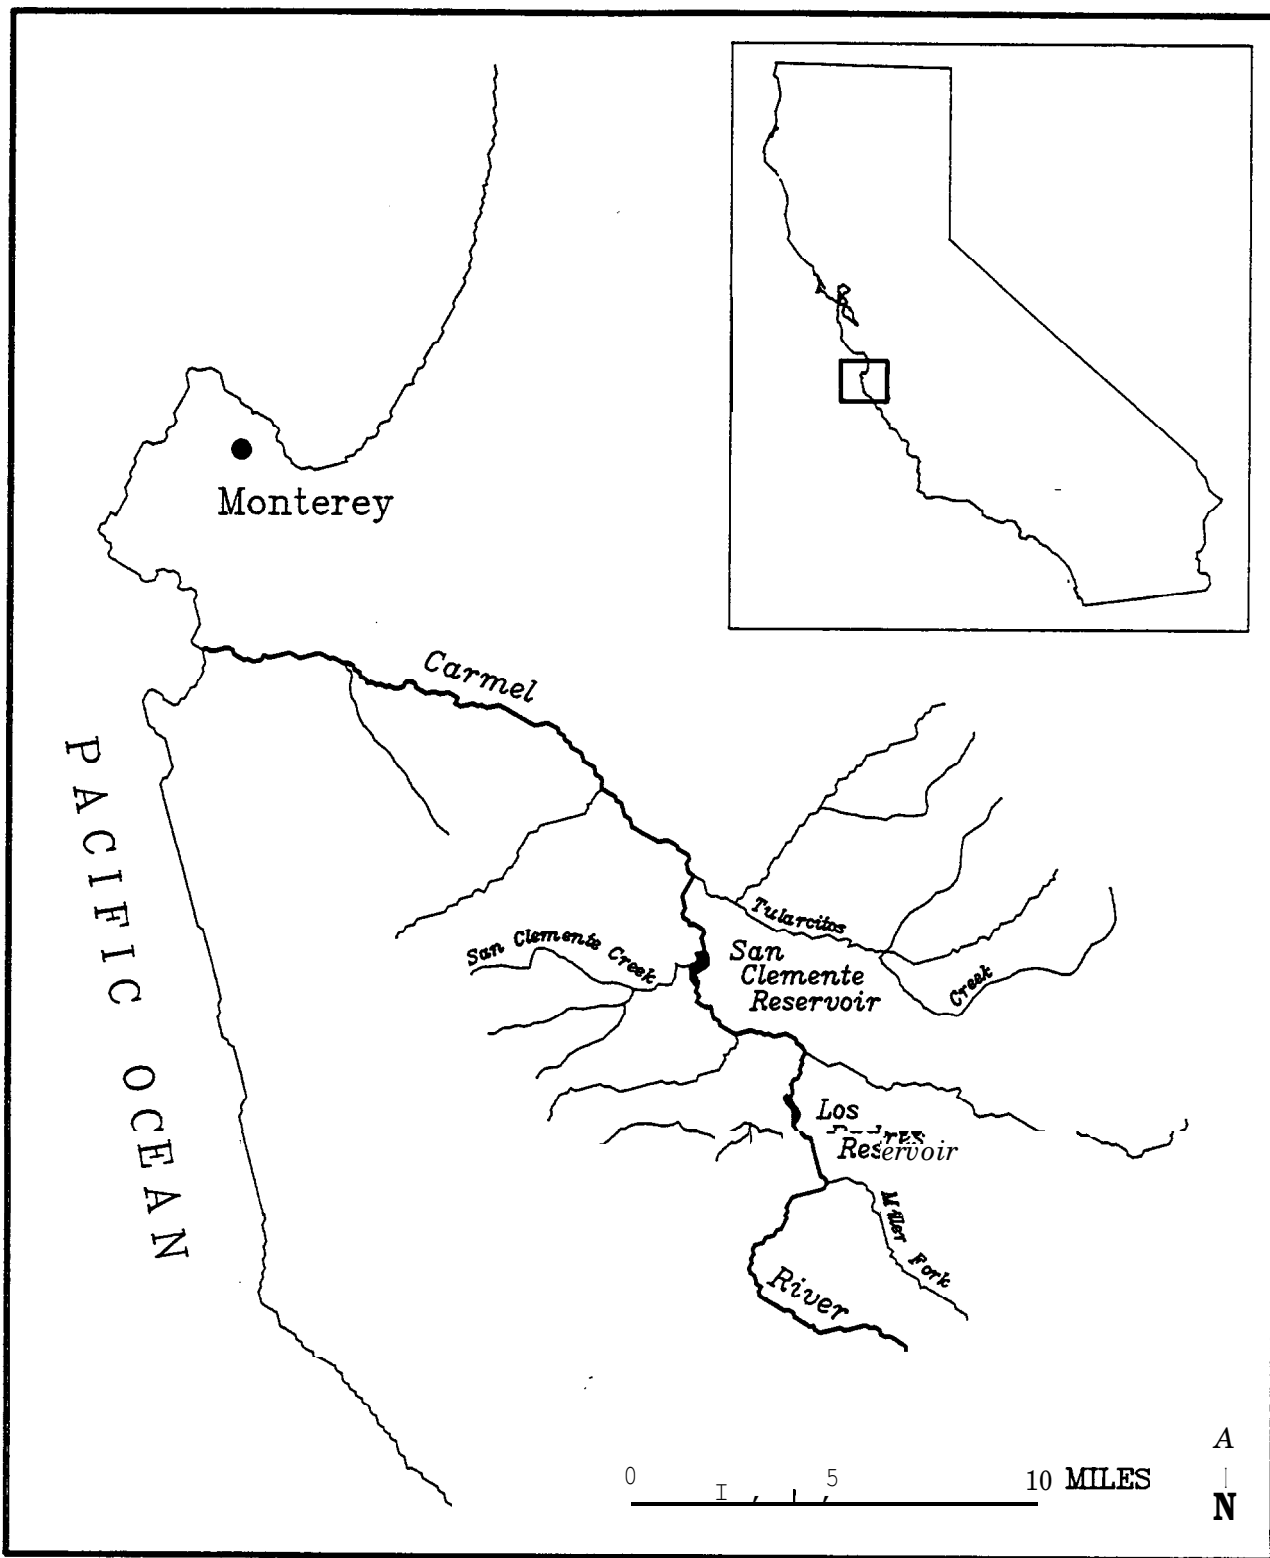 Monterey
Carmel
PACIFIC OCEAN
Tularcitos
Creek
San Clemente Creek
San
Clemente
Reservoir
Los
Reservoir
Miller Fork
River
0 5 10 MILES
A
N